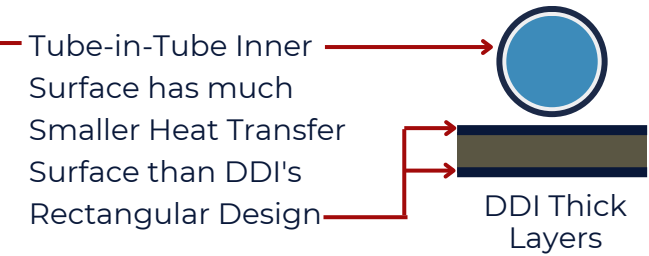 Tube-in-Tube Inner
Surface has much
Smaller Heat Transfer
Surface than DDI's
Rectangular Design
DDI Thick
Layers